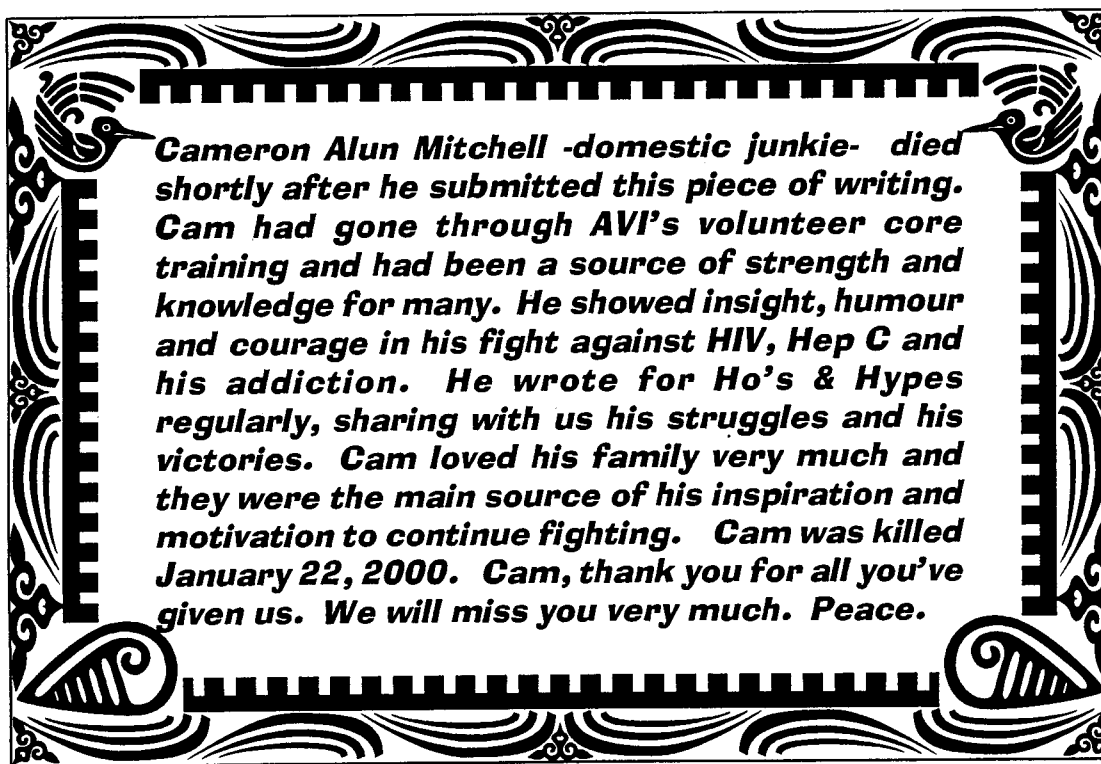 Cameron Alun Mitchell -domestic junkie- died
shortly after he submitted this piece of writing.
Cam had gone through AVI's volunteer core
training and had been a source of strength and
knowledge for many. He showed insight, humour
and courage in his fight against HIV, Hep C and
his addiction. He wrote for Ho's & Hypes
regularly, sharing with us his struggles and his
victories. Cam loved his family very much and
they were the main source of his inspiration and
motivation to continue fighting. Cam was killed
January 22, 2000. Cam, thank you for all you've
given us. We will miss you very much. Peace.